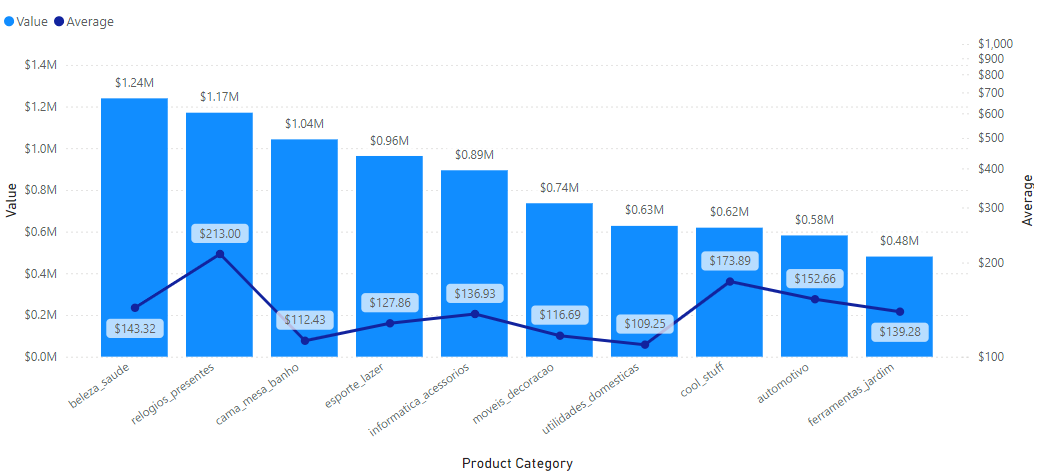 Value Average
$1,000
$900
$800
$700
$600
$500
$400
$300
$200
$100
$1.4M
$1.2M
$1.0M
$0.8M
$0.6M
$0.4M
$0.2M
$0.0M
Value
Average
$1.24M
$1.17M
$1.04M
$0.96M
$0.89M
$0.74M
$0.63M
$0.62M
$0.58M
$0.48M
$143.32
$213.00
$112.43
$127.86
$136.93
$116.69
$109.25
$173.89
$152.66
$139.28
beleza_saude
relogios_presentes
cama_mesa_banho
esporte_lazer
informatica_acessorios
moveis_decoracao
utilidades_domesticas
cool_stuff
automotivo
ferramentas_jardim
Product Category